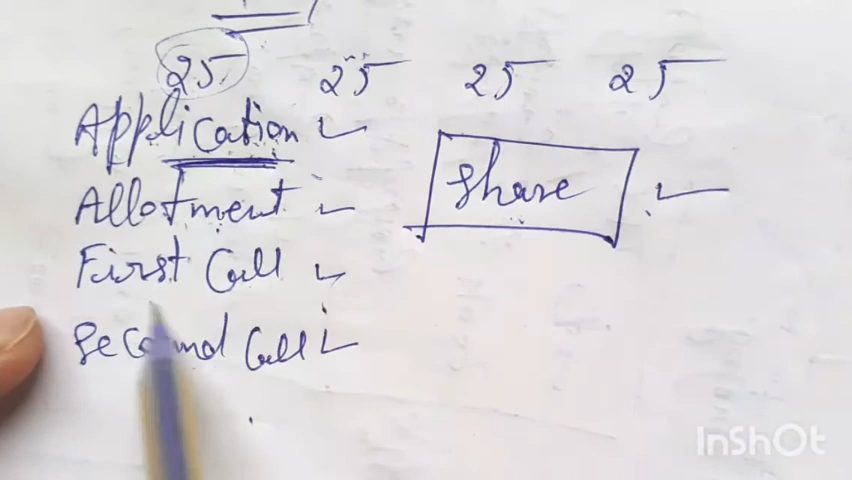 25 25 25 25
Application
Share
Allotment
First Call
Second Call
InShOt